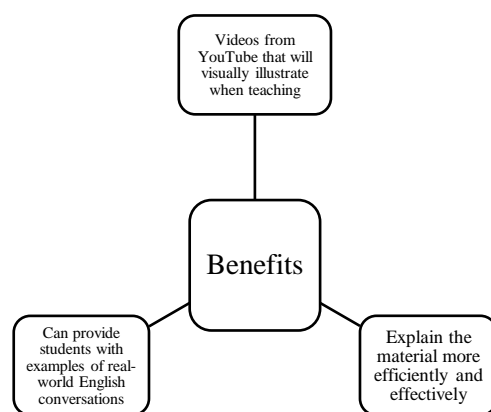 Videos from
YouTube that will
visually illustrate
when teaching
Benefits
Can provide
students with
examples of real-
world English
conversations
Explain the
material more
efficiently and
effectively